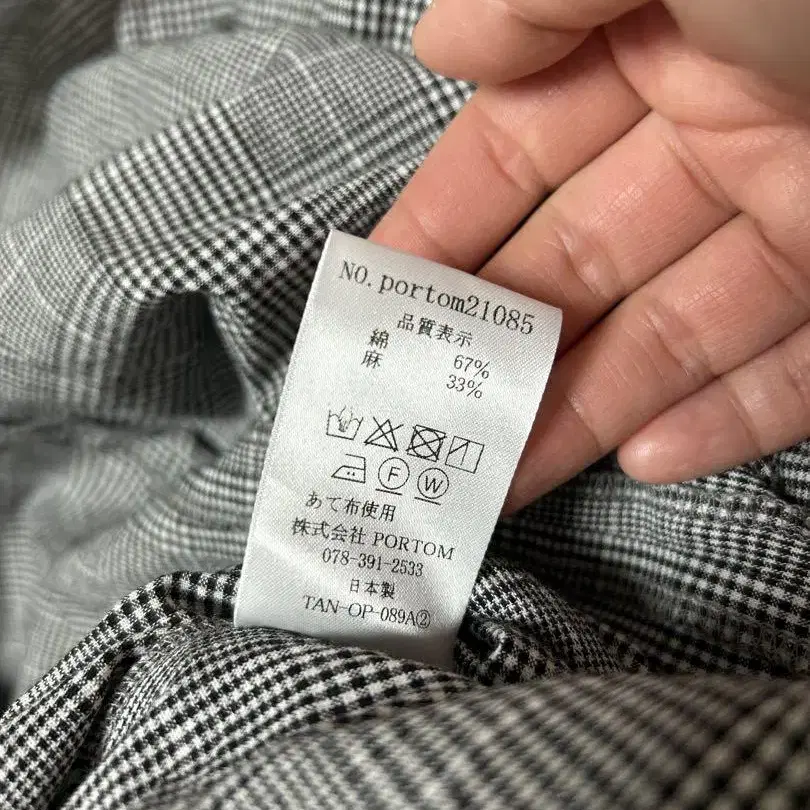 NO. portom21085
品質表示
綿 67%
麻 33%
F W
あて布使用
株式会社 PORTOM
078-391-2533
日本製
TAN-OP-089A②